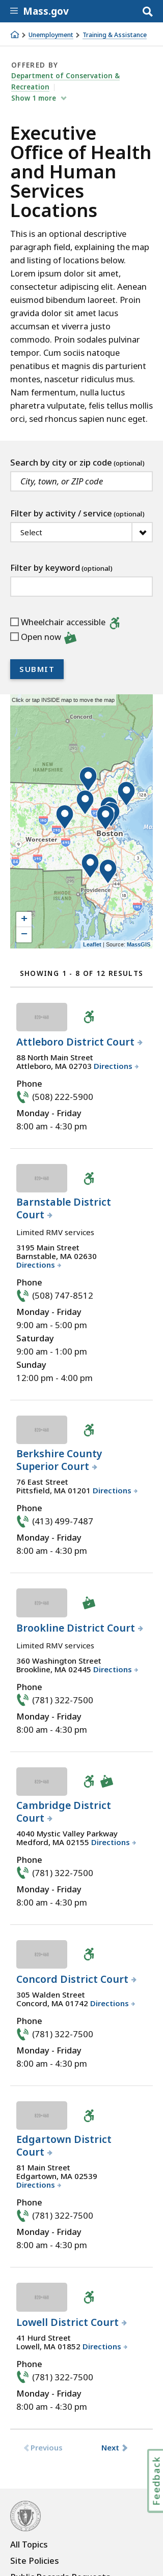 Mass.gov
Unemployment
Training & Assistance
OFFERED BY
Department of Conservation &
Recreation
Show 1 more
Executive
Office of Health
and Human
Services
Locations
This is an optional descriptive
paragraph field, explaining the map
and listing of locations below.
Lorem ipsum dolor sit amet,
consectetur adipiscing elit. Aenean
euismod bibendum laoreet. Proin
gravida dolor sit amet lacus
accumsan et viverra justo
commodo. Proin sodales pulvinar
tempor. Cum sociis natoque
penatibus et magnis dis parturient
montes, nascetur ridiculus mus.
Nam fermentum, nulla luctus
pharetra vulputate, felis tellus mollis
orci, sed rhoncus sapien nunc eget.
Search by city or zip code (optional)
City, town, or ZIP code
Filter by activity / service (optional)
Select
Filter by keyword (optional)
Wheelchair accessible
Open now
SUBMIT
Click or tap INSIDE map to move the map
Concord
NEW
HAMPSHIRE
Worcester
Boston
Providence
RHODE
ISLAND
+
−
Leaflet | Source: MassGIS
SHOWING 1 - 8 OF 12 RESULTS
Attleboro District Court
88 North Main Street
Attleboro, MA 02703 Directions
Phone
(508) 222-5900
Monday - Friday
8:00 am - 4:30 pm
Barnstable District
Court
Limited RMV services
3195 Main Street
Barnstable, MA 02630
Directions
Phone
(508) 747-8512
Monday - Friday
9:00 am - 5:00 pm
Saturday
9:00 am - 1:00 pm
Sunday
12:00 pm - 4:00 pm
Berkshire County
Superior Court
76 East Street
Pittsfield, MA 01201 Directions
Phone
(413) 499-7487
Monday - Friday
8:00 am - 4:30 pm
Brookline District Court
Limited RMV services
360 Washington Street
Brookline, MA 02445 Directions
Phone
(781) 322-7500
Monday - Friday
8:00 am - 4:30 pm
Cambridge District
Court
4040 Mystic Valley Parkway
Medford, MA 02155 Directions
Phone
(781) 322-7500
Monday - Friday
8:00 am - 4:30 pm
Concord District Court
305 Walden Street
Concord, MA 01742 Directions
Phone
(781) 322-7500
Monday - Friday
8:00 am - 4:30 pm
Edgartown District
Court
81 Main Street
Edgartown, MA 02539
Directions
Phone
(781) 322-7500
Monday - Friday
8:00 am - 4:30 pm
Lowell District Court
41 Hurd Street
Lowell, MA 01852 Directions
Phone
(781) 322-7500
Monday - Friday
8:00 am - 4:30 pm
Previous
Next
Feedback
All Topics
Site Policies